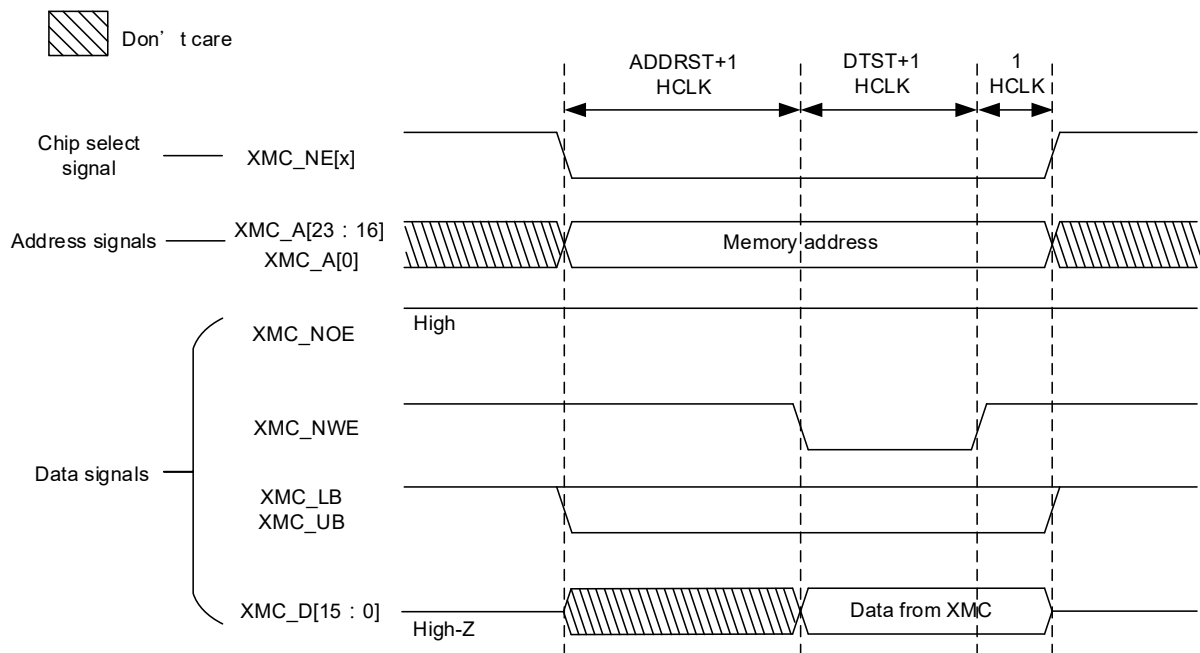 Don’t care
ADDRST+1
HCLK
DTST+1
HCLK
1
HCLK
Chip select
signal
XMC_NE[x]
Address signals
XMC_A[23 : 16]
XMC_A[0]
Memory address
Data signals
XMC_NOE
High
XMC_NWE
XMC_LB
XMC_UB
XMC_D[15 : 0]
High-Z
Data from XMC